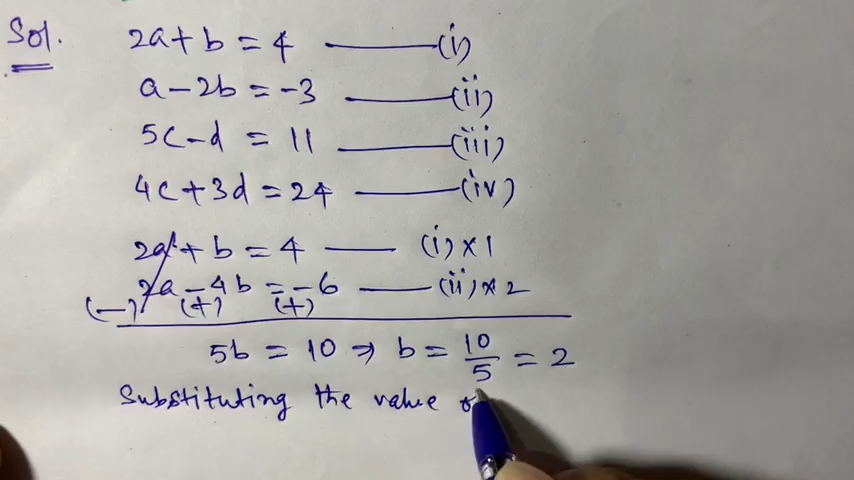 Sol. 2a + b = 4 ——— (i)
a - 2b = -3 ——— (ii)
5c - d = 11 ——— (iii)
4c + 3d = 24 ——— (iv)
2a + b = 4 —— (i) × 1
2a - 4b = -6 —— (ii) × 2
(-) (+) (+)
5b = 10 ⇒ b = 10/5 = 2
Substituting the value